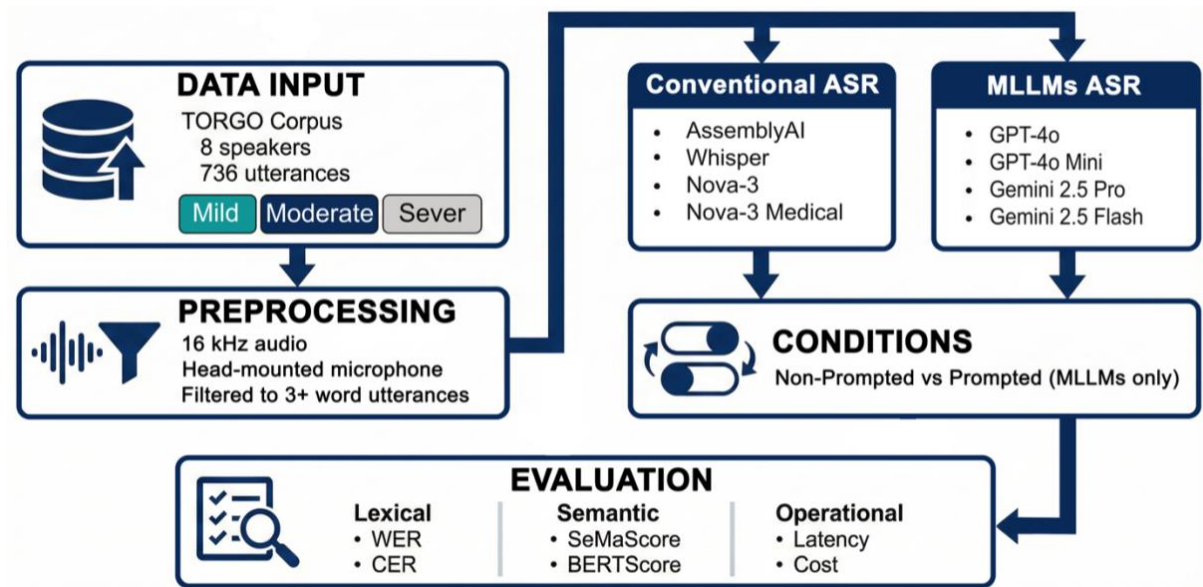 DATA INPUT
TORGO Corpus
8 speakers
736 utterances
Mild Moderate Sever
PREPROCESSING
16 kHz audio
Head-mounted microphone
Filtered to 3+ word utterances
Conventional ASR
• AssemblyAI
• Whisper
• Nova-3
• Nova-3 Medical
MLLMs ASR
• GPT-4o
• GPT-4o Mini
• Gemini 2.5 Pro
• Gemini 2.5 Flash
CONDITIONS
Non-Prompted vs Prompted (MLLMs only)
EVALUATION
Lexical
• WER
• CER
Semantic
• SeMaScore
• BERTScore
Operational
• Latency
• Cost